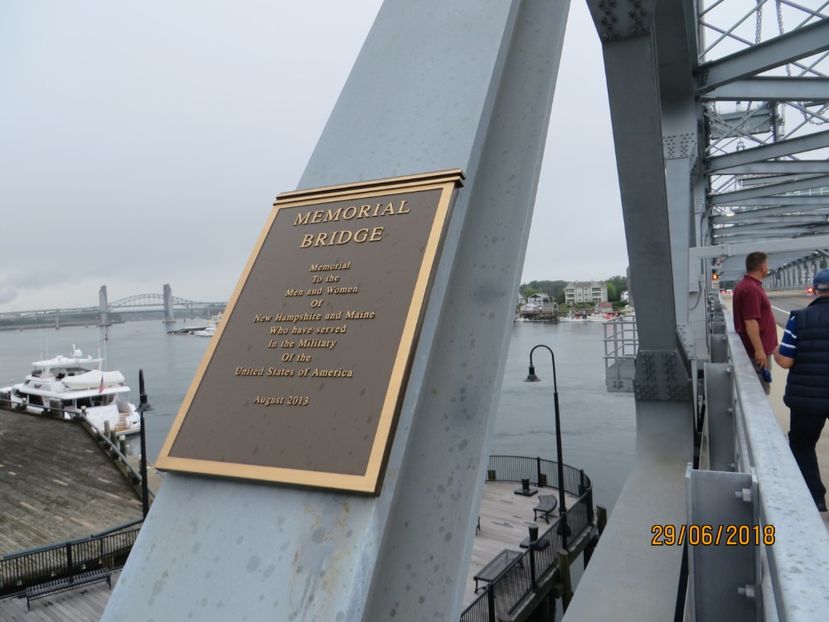 MEMORIAL
BRIDGE
Memorial
To the
Men and Women
Of
New Hampshire and Maine
Who have served
In the Military
Of the
United States of America
August 2013
29/06/2018